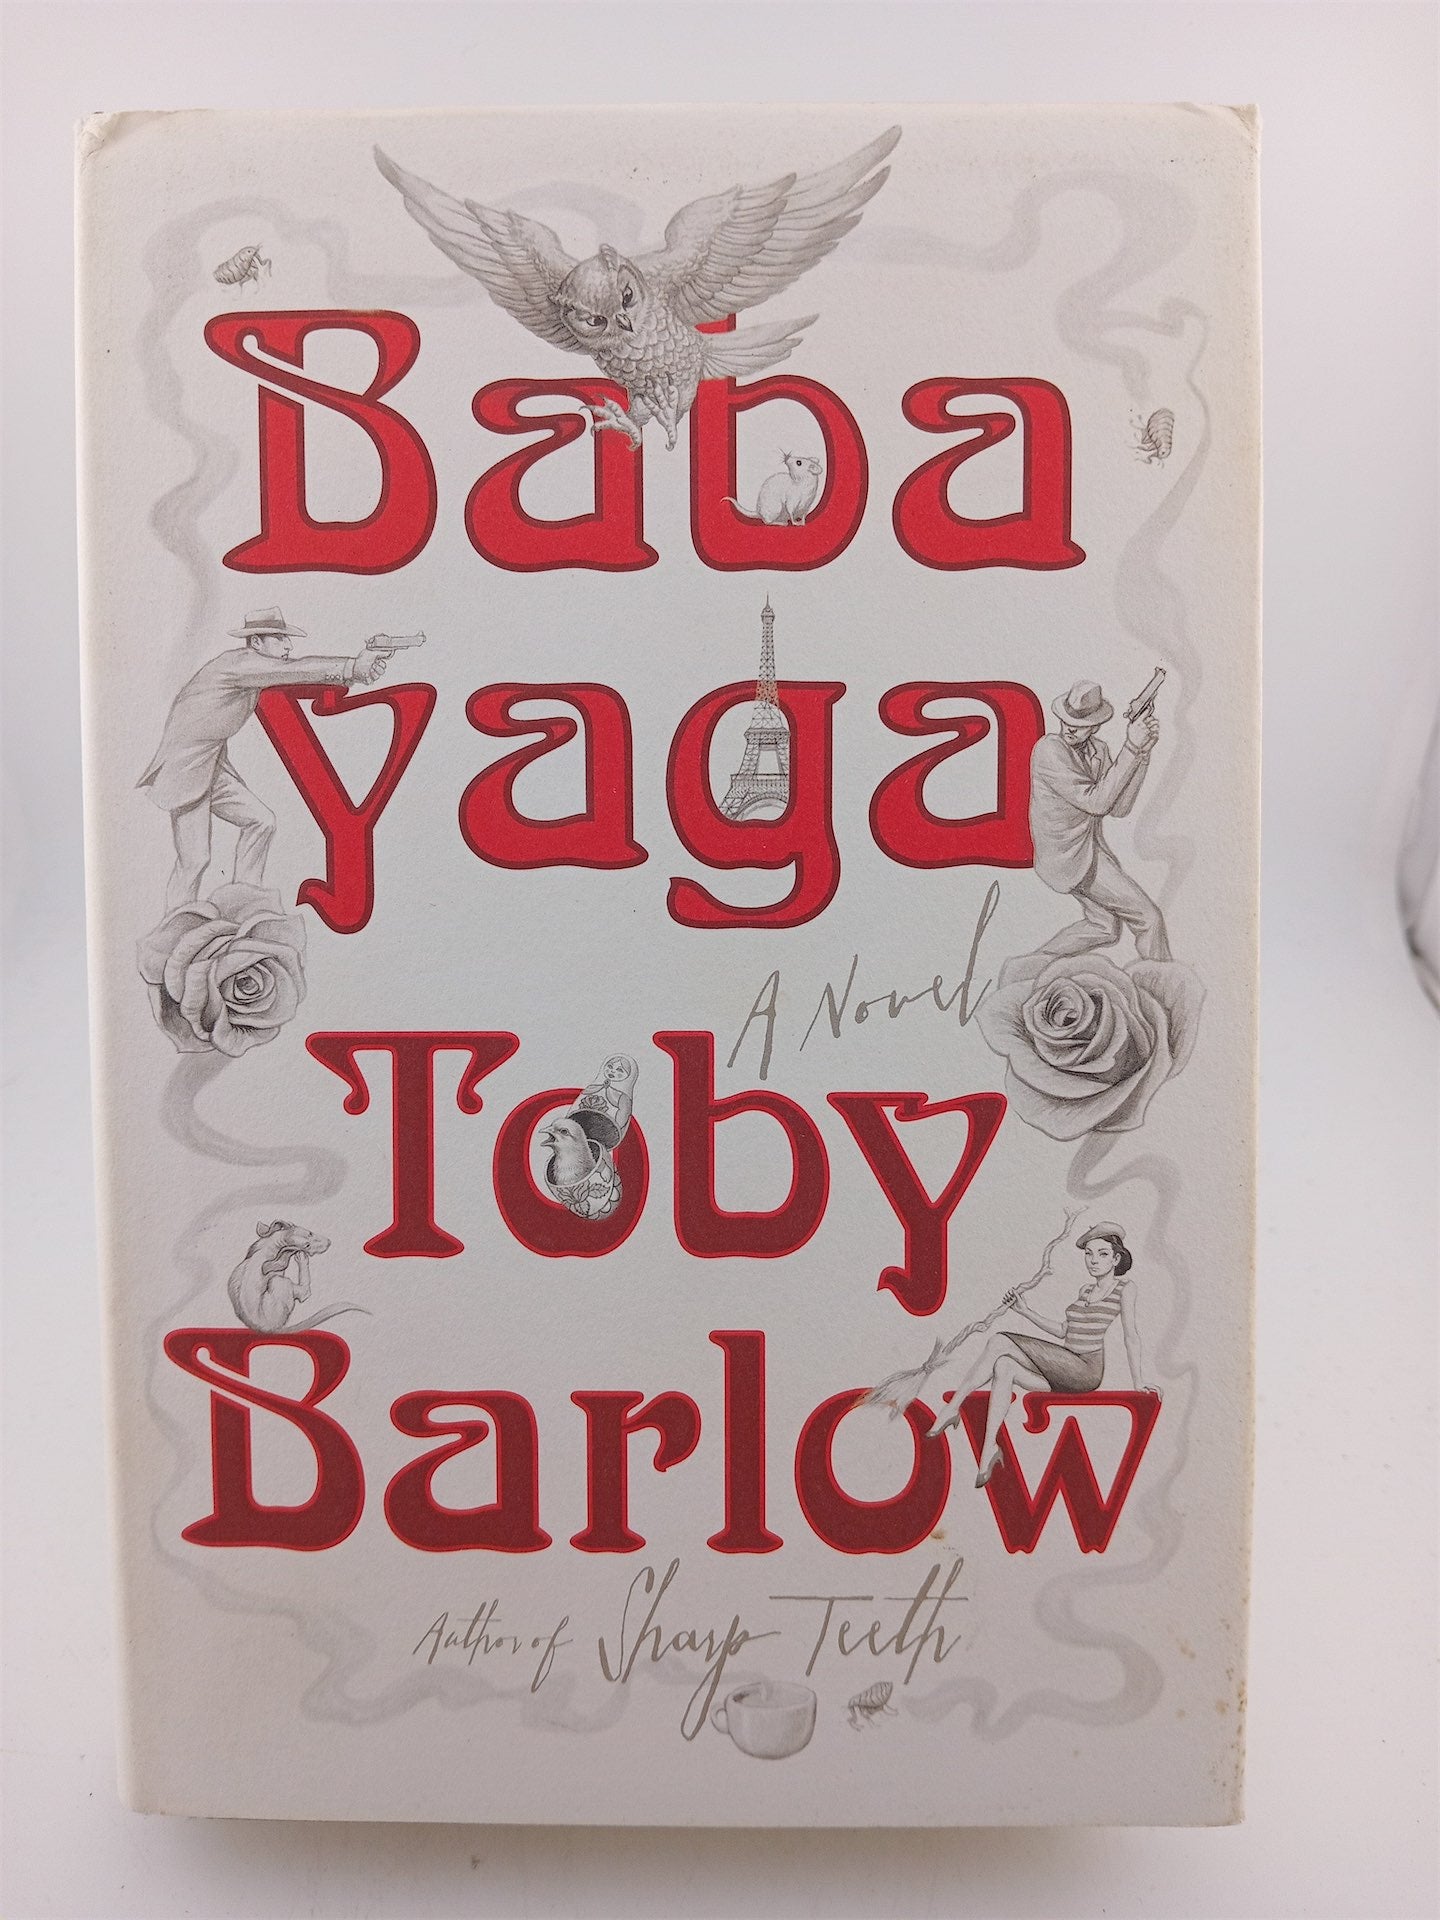 Baba
yaga
A Novel
Toby
Barlow
Author of Sharp Teeth